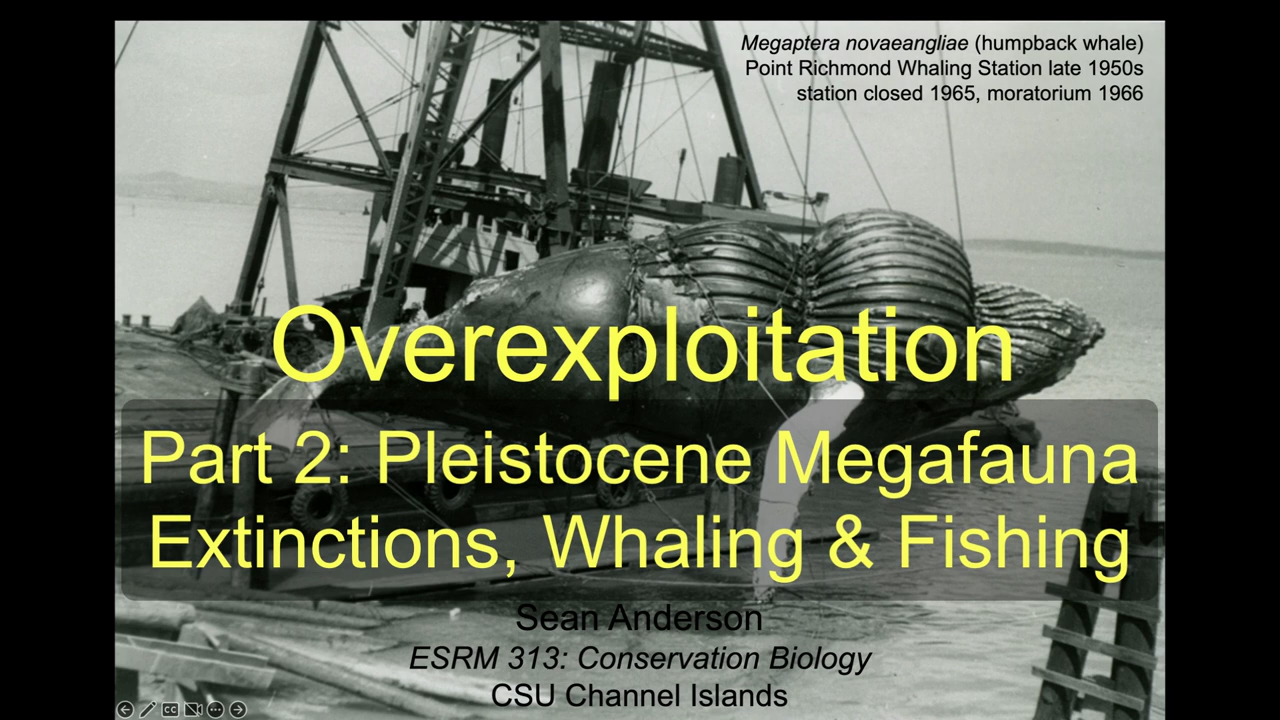 Megaptera novaeangliae (humpback whale)
Point Richmond Whaling Station late 1950s
station closed 1965, moratorium 1966
Overexploitation
Part 2: Pleistocene Megafauna
Extinctions, Whaling & Fishing
Sean Anderson
ESRM 313: Conservation Biology
CSU Channel Islands
CC